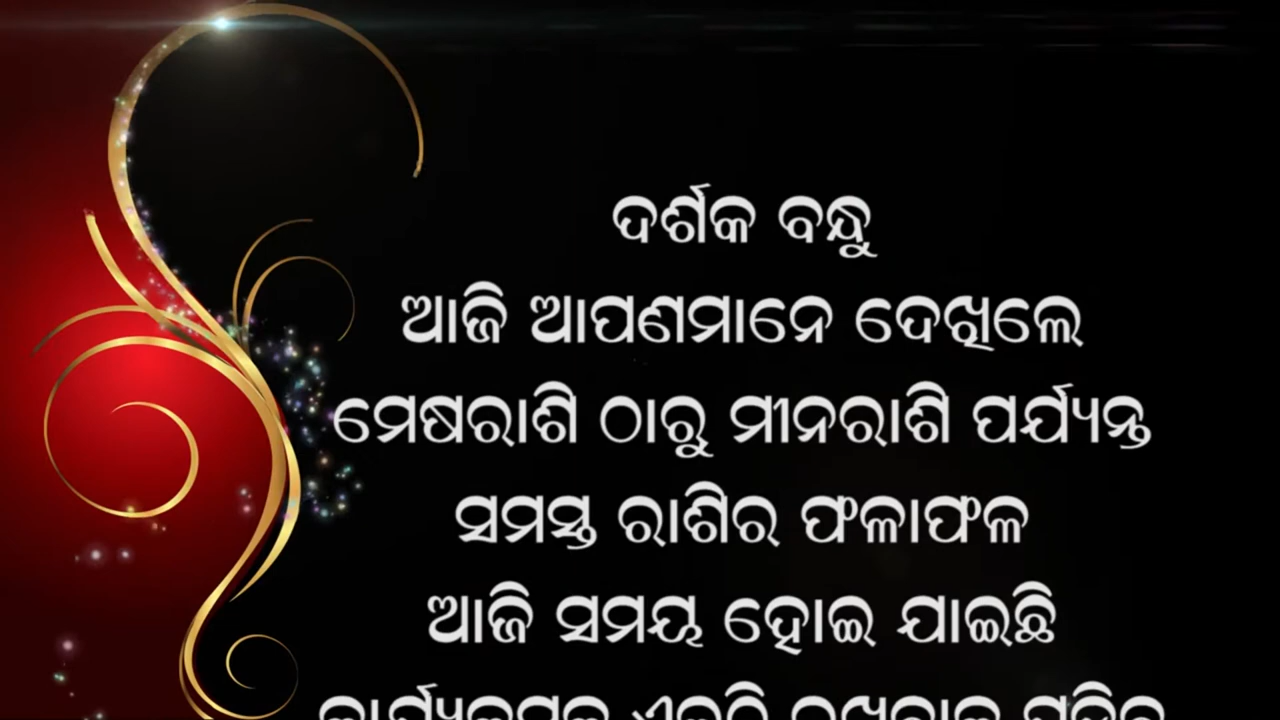 ଦର୍ଶକ ବନ୍ଧୁ
ଆଜି ଆପଣମାନେ ଦେଖିଲେ
ମେଷରାଶି ଠାରୁ ମୀନରାଶି ପର୍ଯ୍ୟନ୍ତ
ସମସ୍ତ ରାଶିର ଫଳାଫଳ
ଆଜି ସମୟ ହୋଇ ଯାଇଛି